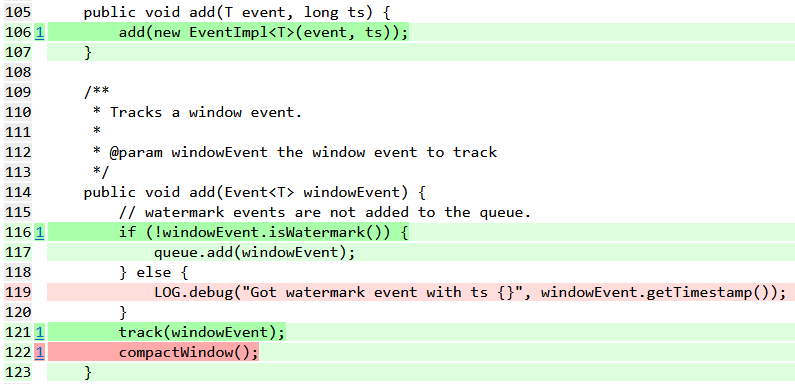 105 public void add(T event, long ts) {
106 1 add(new EventImpl<T>(event, ts));
107 }
108
109 /**
110 * Tracks a window event.
111 *
112 * @param windowEvent the window event to track
113 */
114 public void add(Event<T> windowEvent) {
115 // watermark events are not added to the queue.
116 1 if (!windowEvent.isWatermark()) {
117 queue.add(windowEvent);
118 } else {
119 LOG.debug("Got watermark event with ts {}", windowEvent.getTimestamp());
120 }
121 1 track(windowEvent);
122 1 compactWindow();
123 }